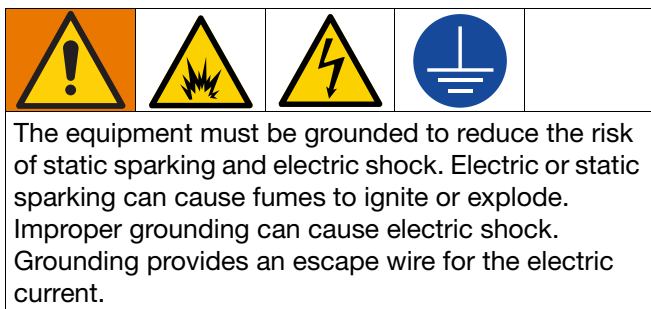 The equipment must be grounded to reduce the risk
of static sparking and electric shock. Electric or static
sparking can cause fumes to ignite or explode.
Improper grounding can cause electric shock.
Grounding provides an escape wire for the electric
current.